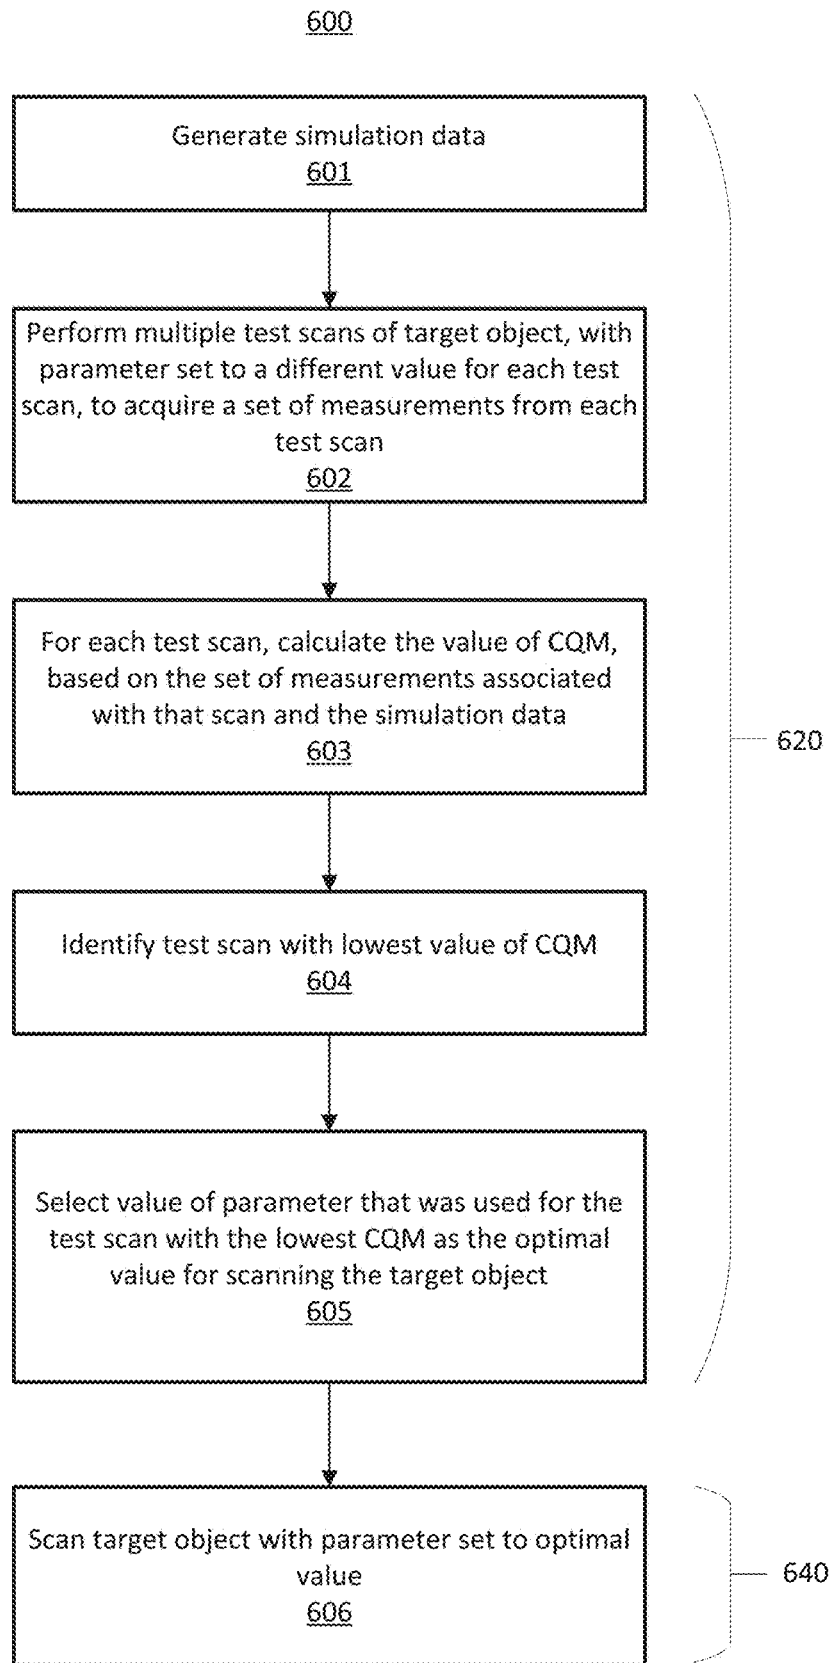 600
Generate simulation data
601
Perform multiple test scans of target object, with
parameter set to a different value for each test
scan, to acquire a set of measurements from each
test scan
602
For each test scan, calculate the value of CQM,
based on the set of measurements associated
with that scan and the simulation data
603
620
Identify test scan with lowest value of CQM
604
Select value of parameter that was used for the
test scan with the lowest CQM as the optimal
value for scanning the target object
605
Scan target object with parameter set to optimal
value
606
640